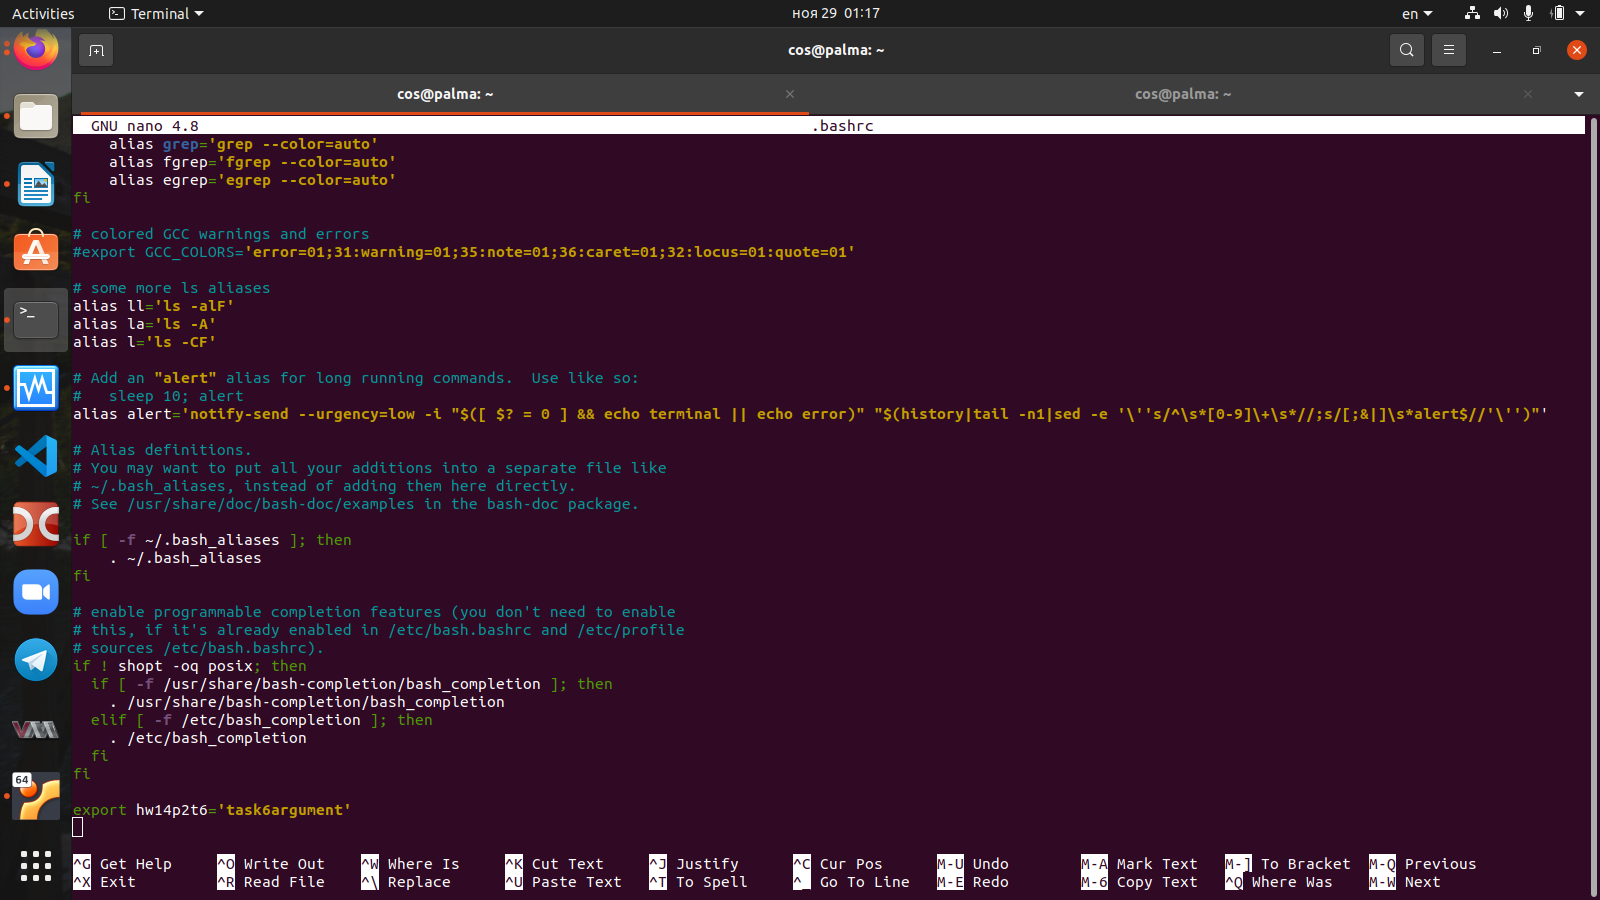 Activities Terminal ноя 29 01:17 en
cos@palma: ~
cos@palma: ~ × cos@palma: ~ ×
GNU nano 4.8 .bashrc
    alias grep='grep --color=auto'
    alias fgrep='fgrep --color=auto'
    alias egrep='egrep --color=auto'
fi
# colored GCC warnings and errors
#export GCC_COLORS='error=01;31:warning=01;35:note=01;36:caret=01;32:locus=01:quote=01'
# some more ls aliases
alias ll='ls -alF'
alias la='ls -A'
alias l='ls -CF'
# Add an "alert" alias for long running commands.  Use like so:
#   sleep 10; alert
alias alert='notify-send --urgency=low -i "$([ $? = 0 ] && echo terminal || echo error)" "$(history|tail -n1|sed -e '\''s/^\s*[0-9]\+\s*//;s/[;&|]\s*alert$//'\'')"'
# Alias definitions.
# You may want to put all your additions into a separate file like
# ~/.bash_aliases, instead of adding them here directly.
# See /usr/share/doc/bash-doc/examples in the bash-doc package.
if [ -f ~/.bash_aliases ]; then
    . ~/.bash_aliases
fi
# enable programmable completion features (you don't need to enable
# this, if it's already enabled in /etc/bash.bashrc and /etc/profile
# sources /etc/bash.bashrc).
if ! shopt -oq posix; then
  if [ -f /usr/share/bash-completion/bash_completion ]; then
    . /usr/share/bash-completion/bash_completion
  elif [ -f /etc/bash_completion ]; then
    . /etc/bash_completion
  fi
fi
64
export hw14p2t6='task6argument'
^G Get Help ^O Write Out ^W Where Is ^K Cut Text ^J Justify ^C Cur Pos M-U Undo M-A Mark Text M-] To Bracket M-Q Previous
^X Exit ^R Read File ^\ Replace ^U Paste Text ^T To Spell ^_ Go To Line M-E Redo M-6 Copy Text ^Q Where Was M-W Next